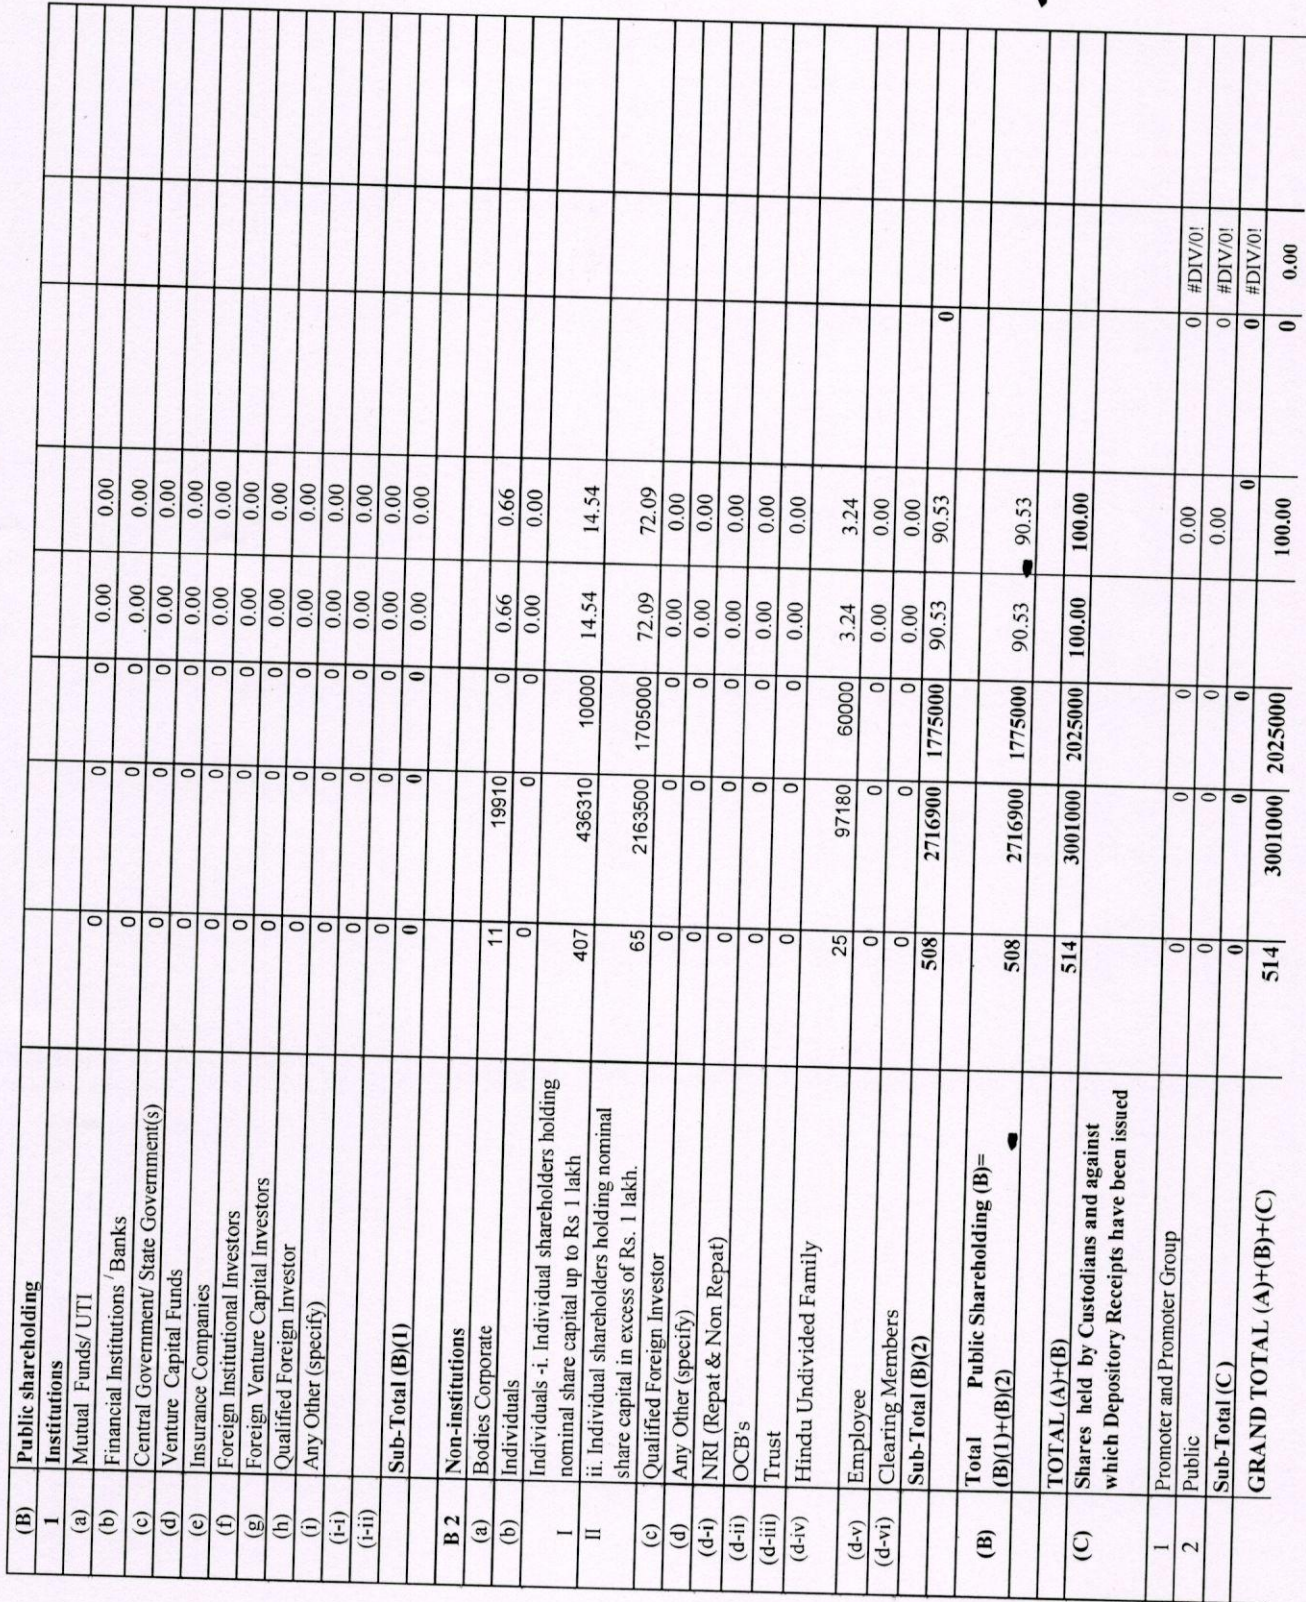 (B) Public shareholding
1 Institutions
(a) Mutual Funds/ UTI 0 0 0 0.00 0.00
(b) Financial Institutions / Banks 0 0 0 0.00 0.00
(c) Central Government/ State Government(s) 0 0 0 0.00 0.00
(d) Venture Capital Funds 0 0 0 0.00 0.00
(e) Insurance Companies 0 0 0 0.00 0.00
(f) Foreign Institutional Investors 0 0 0 0.00 0.00
(g) Foreign Venture Capital Investors 0 0 0 0.00 0.00
(h) Qualified Foreign Investor 0 0 0 0.00 0.00
(i) Any Other (specify) 0 0 0 0.00 0.00
(i-i) 0 0 0 0.00 0.00
(i-ii) 0 0 0 0.00 0.00
Sub-Total (B)(1) 0 0 0 0.00 0.00
B 2 Non-institutions
(a) Bodies Corporate 11 19910 0 0.66 0.66
(b) Individuals 0 0 0 0.00 0.00
Individuals -i. Individual shareholders holding
I nominal share capital up to Rs 1 lakh 407 436310 10000 14.54 14.54
II ii. Individual shareholders holding nominal
share capital in excess of Rs. 1 lakh. 65 2163500 1705000 72.09 72.09
(c) Qualified Foreign Investor 0 0 0 0.00 0.00
(d) Any Other (specify) 0 0 0 0.00 0.00
(d-i) NRI (Repat & Non Repat) 0 0 0 0.00 0.00
(d-ii) OCB's 0 0 0 0.00 0.00
(d-iii) Trust 0 0 0 0.00 0.00
(d-iv) Hindu Undivided Family 25 97180 60000 3.24 3.24
(d-v) Employee 0 0 0 0.00 0.00
(d-vi) Clearing Members 0 0 0 0.00 0.00
Sub-Total (B)(2) 508 2716900 1775000 90.53 90.53 0
(B) Total Public Shareholding (B)=
(B)(1)+(B)(2) 508 2716900 1775000 90.53 90.53
TOTAL (A)+(B) 514 3001000 2025000 100.00 100.00
(C) Shares held by Custodians and against
which Depository Receipts have been issued
1 Promoter and Promoter Group 0 0 0 0.00 0 #DIV/0!
2 Public 0 0 0 0.00 0 #DIV/0!
Sub-Total (C ) 0 0 0 0 0 #DIV/0!
GRAND TOTAL (A)+(B)+(C) 514 3001000 2025000 100.00 0 0.00